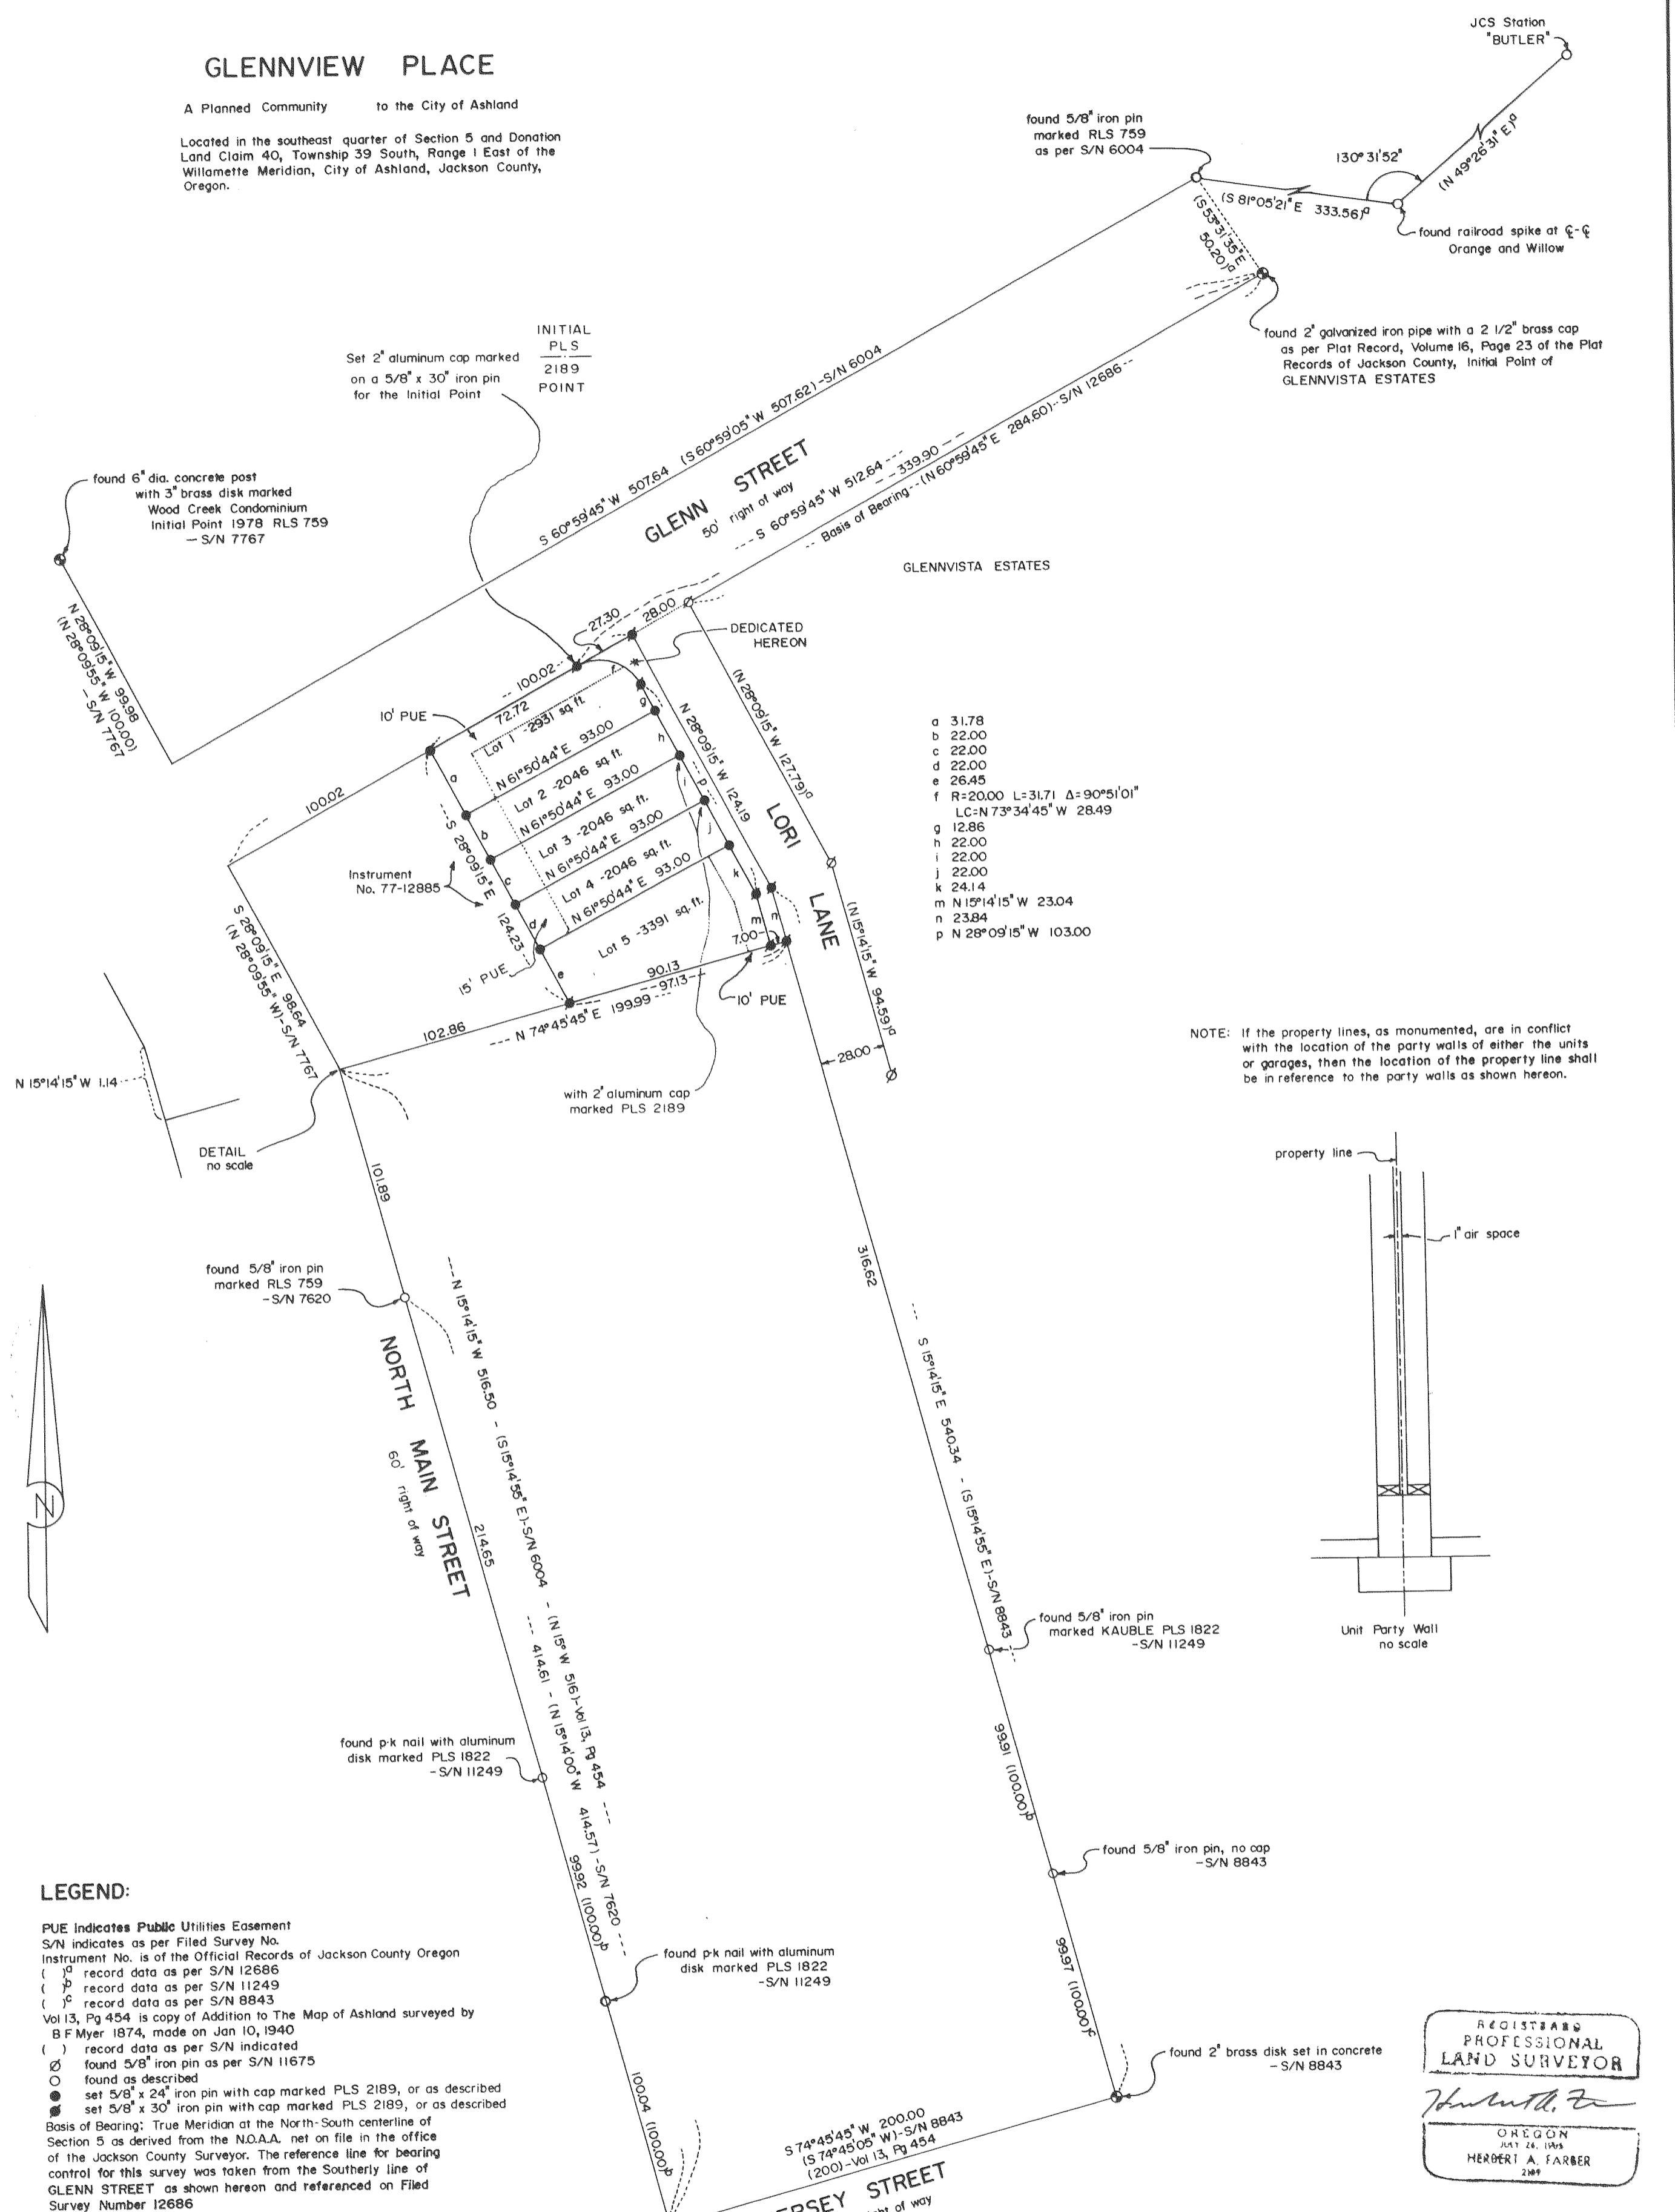 GLENNVIEW PLACE
A Planned Community to the City of Ashland
Located in the southeast quarter of Section 5 and Donation
Land Claim 40, Township 39 South, Range 1 East of the
Willamette Meridian, City of Ashland, Jackson County,
Oregon.
JCS Station
"BUTLER"
found 5/8" iron pin
marked RLS 759
as per S/N 6004
130°31'52"
(N 49°26'31" E)a
(S 81°05'21" E 333.56)a
(S 53°31'35" E
50.20)a
found railroad spike at ℄-℄
Orange and Willow
found 2" galvanized iron pipe with a 2 1/2" brass cap
as per Plat Record, Volume 16, Page 23 of the Plat
Records of Jackson County, Initial Point of
GLENNVISTA ESTATES
INITIAL
PLS
2189
POINT
Set 2" aluminum cap marked
on a 5/8" x 30" iron pin
for the Initial Point
found 6" dia. concrete post
with 3" brass disk marked
Wood Creek Condominium
Initial Point 1978 RLS 759
- S/N 7767
N 28°09'15" W 99.98
(N 28°09'55" W 100.00)
- S/N 7767
S 60°59'45" W 507.64 (S 60°59'05" W 507.62)-S/N 6004
GLENN STREET
50' right of way
S 60°59'45" W 512.64
339.90
Basis of Bearing--(N 60°59'45" E 284.60)-S/N 12686--
GLENNVISTA ESTATES
27.30
28.00
DEDICATED
HEREON
100.02
72.72
10' PUE
100.02
Lot 1 -2931 sq. ft.
N 61°50'44" E 93.00
Lot 2 -2046 sq. ft.
N 61°50'44" E 93.00
Lot 3 -2046 sq. ft.
N 61°50'44" E 93.00
Lot 4 -2046 sq. ft.
N 61°50'44" E 93.00
Lot 5 -3391 sq. ft.
a
b
c
d
e
f
g
h
i
j
k
m
n
p
S 28°09'15" E 124.23
N 28°09'15" W 124.19
(N 28°09'15" W 127.79)a
LORI LANE
(N 15°14'15" W 94.59)a
28.00
Instrument
No. 77-12885
15' PUE
7.00
90.13
97.13
10' PUE
102.86
N 74°45'45" E 199.99
with 2" aluminum cap
marked PLS 2189
S 28°09'15" E 98.64
(N 28°09'55" W)-S/N 7767
N 15°14'15" W 1.14
DETAIL
no scale
a 31.78
b 22.00
c 22.00
d 22.00
e 26.45
f R=20.00 L=31.71 Δ=90°51'01"
LC=N 73°34'45" W 28.49
g 12.86
h 22.00
i 22.00
j 22.00
k 24.14
m N 15°14'15" W 23.04
n 23.84
p N 28°09'15" W 103.00
NOTE: If the property lines, as monumented, are in conflict
with the location of the party walls of either the units
or garages, then the location of the property line shall
be in reference to the party walls as shown hereon.
property line
1" air space
Unit Party Wall
no scale
101.89
found 5/8" iron pin
marked RLS 759
-S/N 7620
NORTH MAIN STREET
60' right of way
214.65
N 15°14'15" W 516.50 - (S 15°14'55" E)-S/N 6004 - (N 15° W 516)-Vol 13, Pg 454
414.61 - (N 15°14'00" W 414.57)-S/N 7620
316.62
S 15°14'15" E 540.34 - (S 15°14'55" E)-S/N 8843
found 5/8" iron pin
marked KAUBLE PLS 1822
-S/N 11249
found p-k nail with aluminum
disk marked PLS 1822
-S/N 11249
99.91 (100.00)b
99.92 (100.00)b
found 5/8" iron pin, no cap
-S/N 8843
found p-k nail with aluminum
disk marked PLS 1822
-S/N 11249
99.97 (100.00)c
100.04 (100.00)b
found 2" brass disk set in concrete
- S/N 8843
S 74°45'45" W 200.00
(S 74°45'05" W)-S/N 8843
(200)-Vol 13, Pg 454
ERSEY STREET
ht of way
LEGEND:
PUE indicates Public Utilities Easement
S/N indicates as per Filed Survey No.
Instrument No. is of the Official Records of Jackson County Oregon
( )a record data as per S/N 12686
( )b record data as per S/N 11249
( )c record data as per S/N 8843
Vol 13, Pg 454 is copy of Addition to The Map of Ashland surveyed by
B F Myer 1874, made on Jan 10, 1940
( ) record data as per S/N indicated
found 5/8" iron pin as per S/N 11675
found as described
set 5/8" x 24" iron pin with cap marked PLS 2189, or as described
set 5/8" x 30" iron pin with cap marked PLS 2189, or as described
Basis of Bearing: True Meridian at the North-South centerline of
Section 5 as derived from the N.O.A.A. net on file in the office
of the Jackson County Surveyor. The reference line for bearing
control for this survey was taken from the Southerly line of
GLENN STREET as shown hereon and referenced on Filed
Survey Number 12686
N
REGISTERED
PROFESSIONAL
LAND SURVEYOR
OREGON
HERBERT A. FARBER
2189